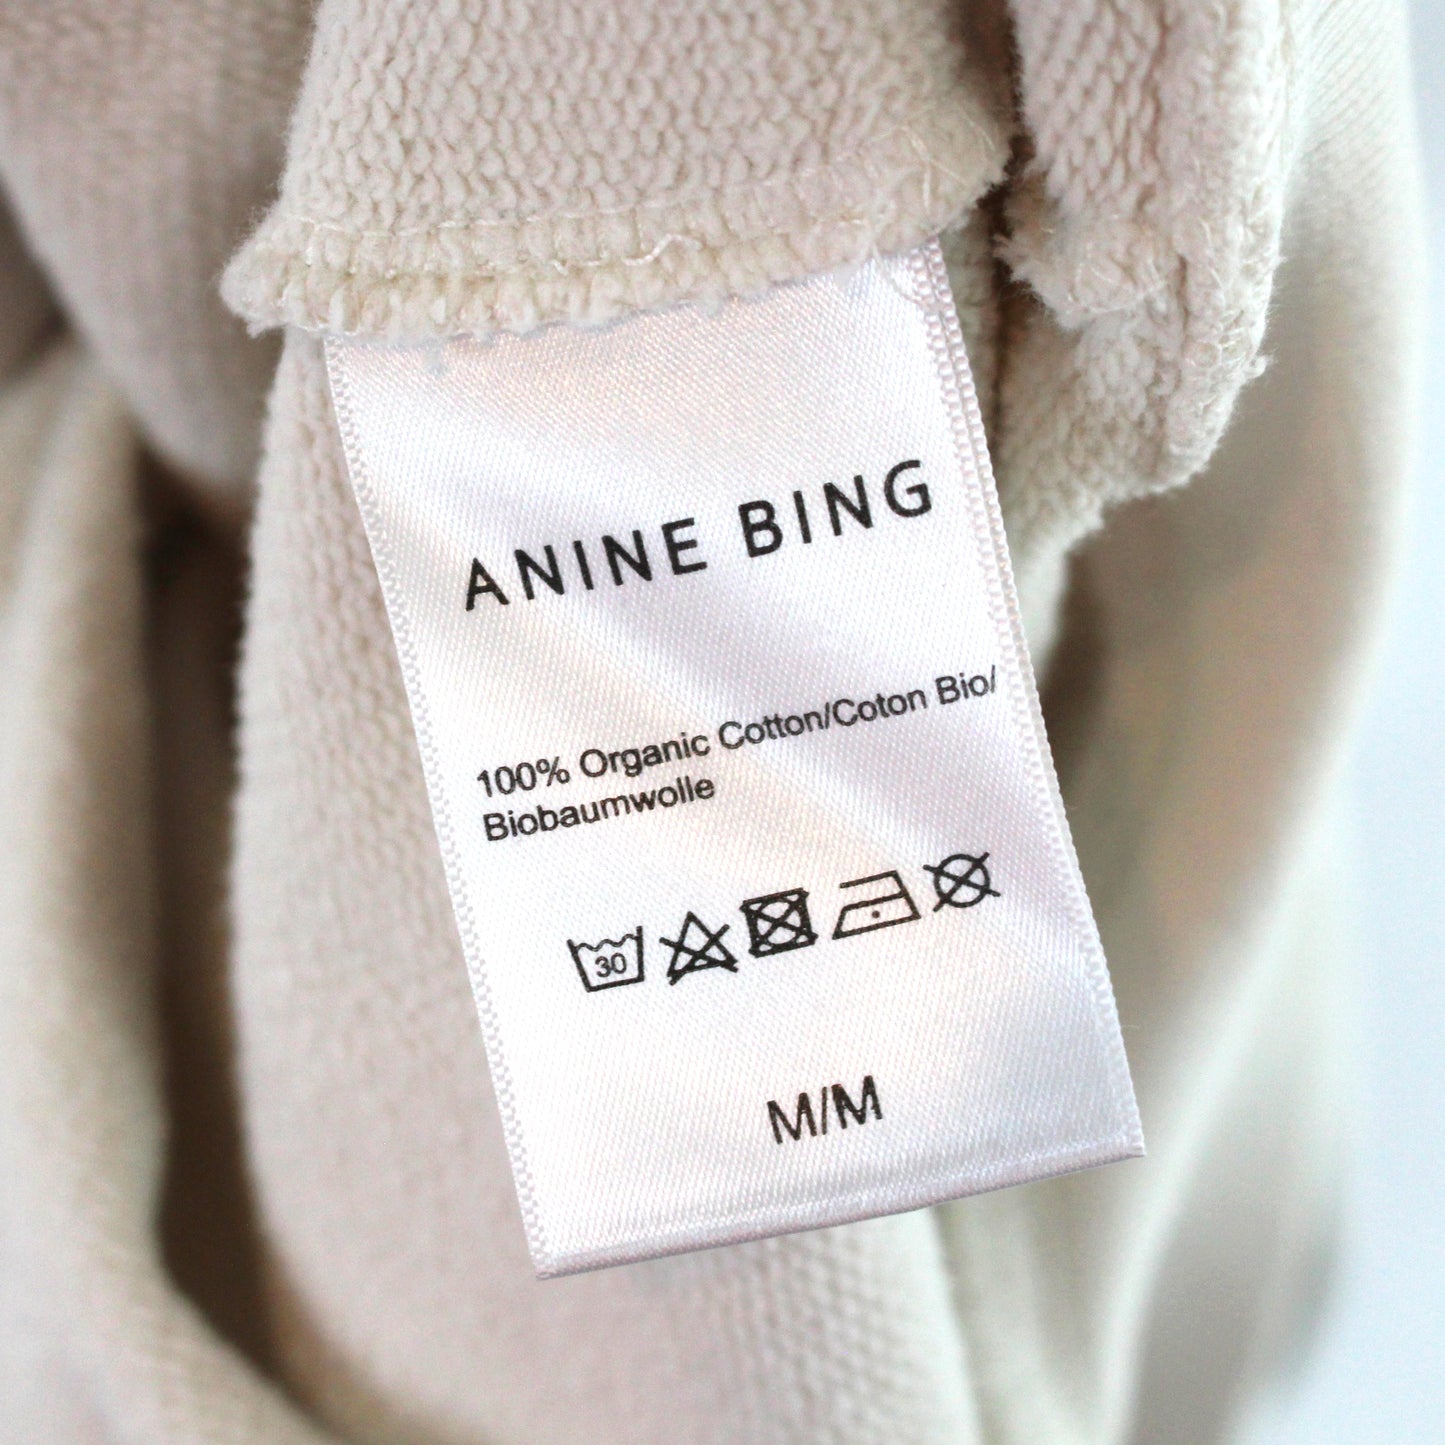 ANINE BING
100% Organic Cotton/Coton Bio/
Biobaumwolle
30
M/M